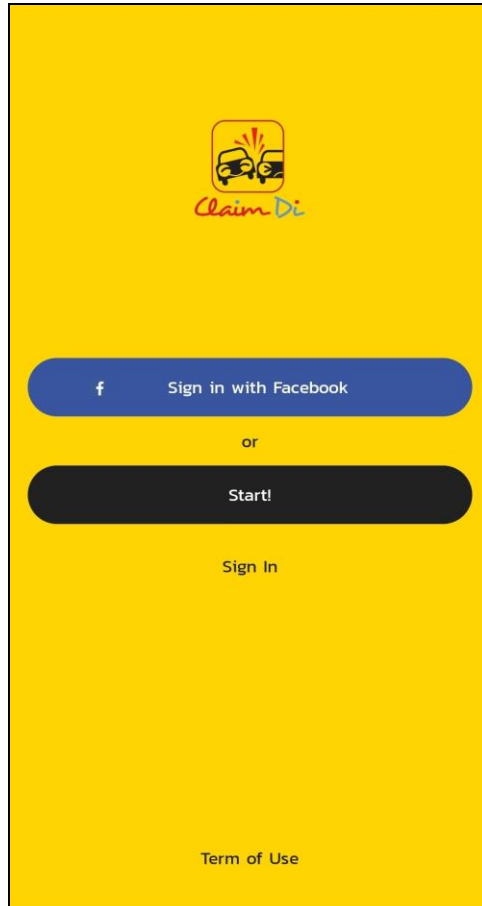 Claim Di
Sign in with Facebook
or
Start!
Sign In
Term of Use